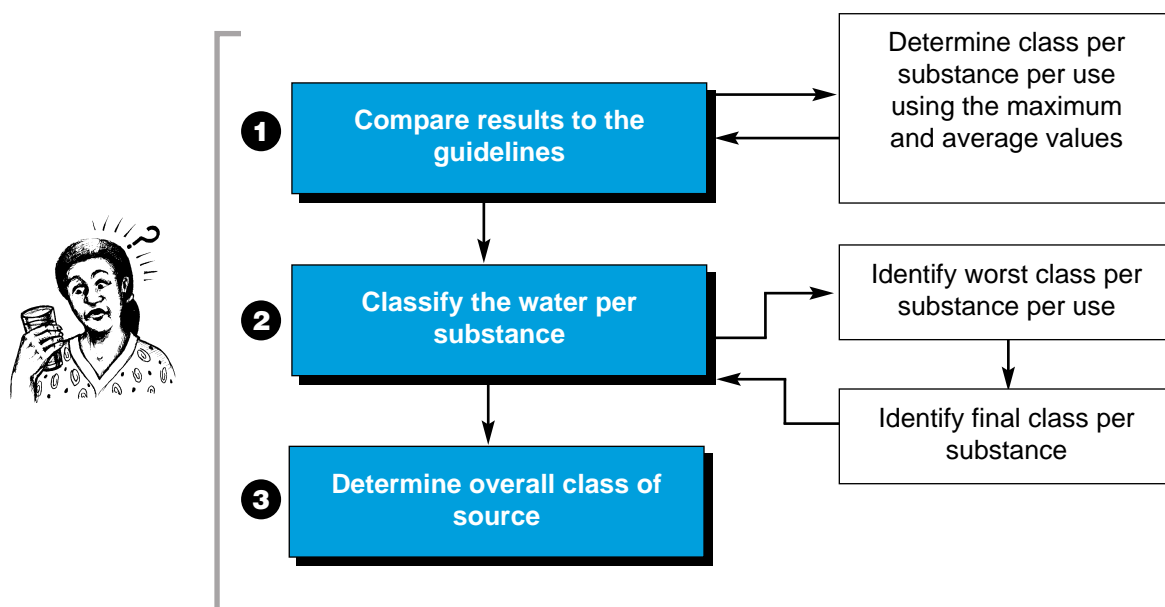 1
Compare results to the
guidelines
Determine class per
substance per use
using the maximum
and average values
?
2
Classify the water per
substance
Identify worst class per
substance per use
Identify final class per
substance
3
Determine overall class of
source